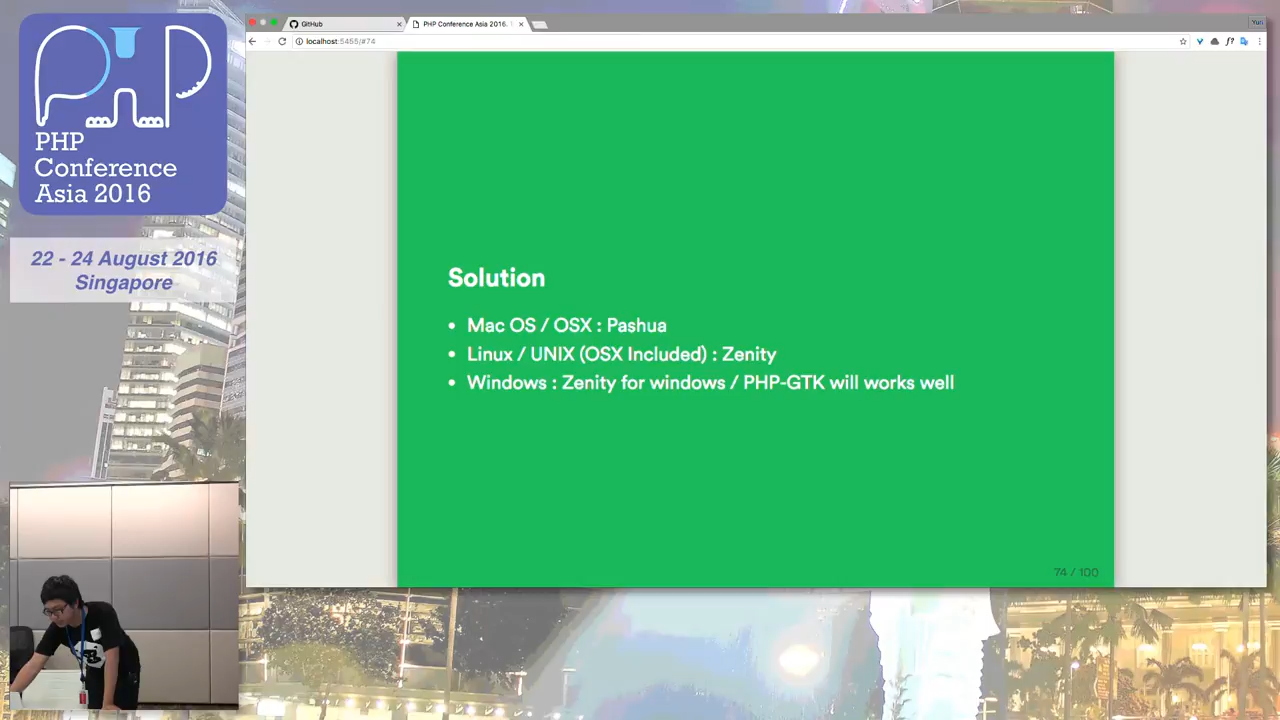 PHP
PHP
Conference
Asia 2016
22 - 24 August 2016
Singapore
GitHub
PHP Conference Asia 2016.
Yuri
localhost:5455/#74
Solution
• Mac OS / OSX : Pashua
• Linux / UNIX (OSX Included) : Zenity
• Windows : Zenity for windows / PHP-GTK will works well
74 / 100